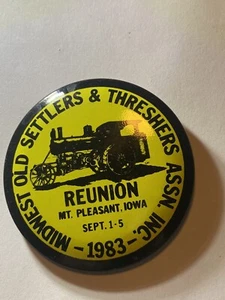 MIDWEST OLD SETTLERS & THRESHERS ASSN. INC.
REUNION
MT. PLEASANT, IOWA
SEPT. 1-5
-1983-